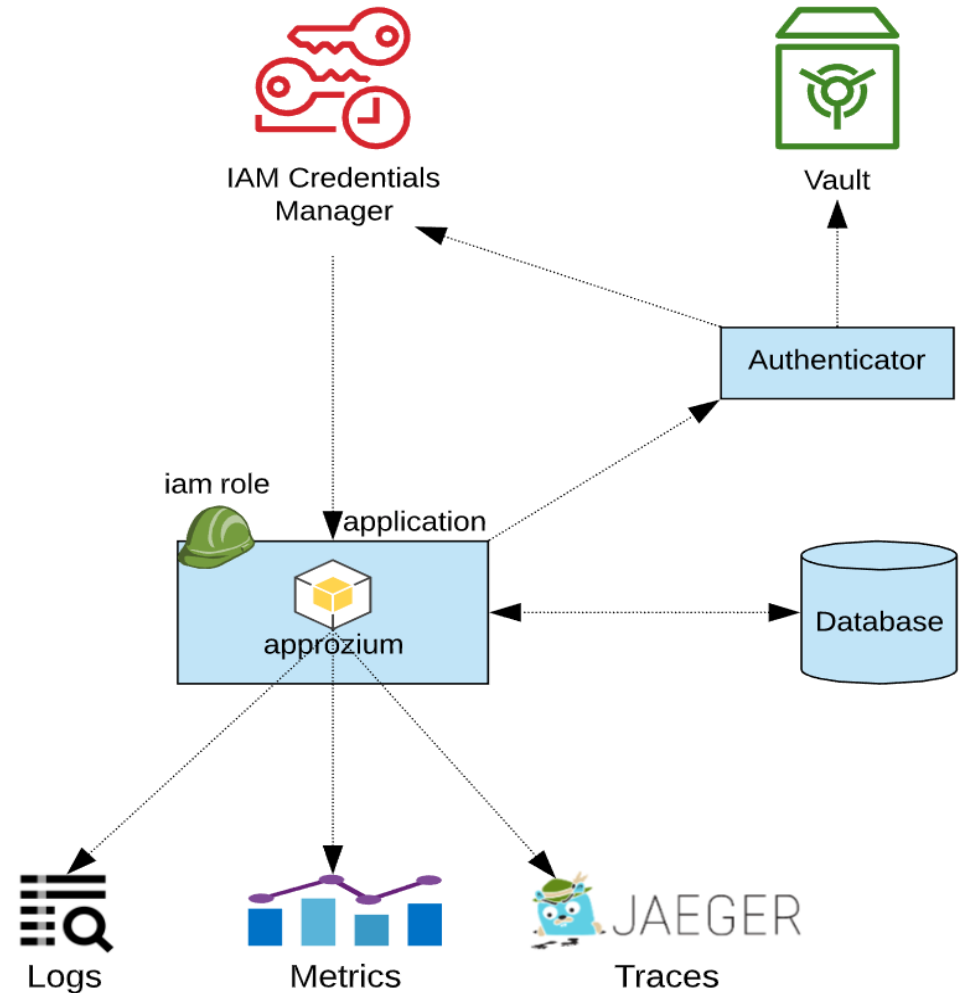 IAM Credentials
Manager
Vault
Authenticator
iam role
application
approzium
Database
JAEGER
Logs
Metrics
Traces